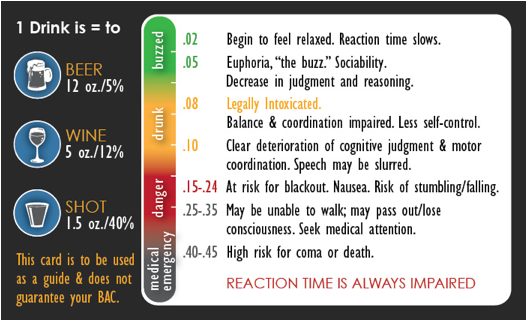 1 Drink is = to
BEER
12 oz./5%
WINE
5 oz./12%
SHOT
1.5 oz./40%
This card is to be used
as a guide & does not
guarantee your BAC.
buzzed
drunk
danger
medical
emergency
.02 Begin to feel relaxed. Reaction time slows.
.05 Euphoria, “the buzz.” Sociability.
Decrease in judgment and reasoning.
.08 Legally Intoxicated.
Balance & coordination impaired. Less self-control.
.10 Clear deterioration of cognitive judgment & motor
coordination. Speech may be slurred.
.15-.24 At risk for blackout. Nausea. Risk of stumbling/falling.
.25-.35 May be unable to walk; may pass out/lose
consciousness. Seek medical attention.
.40-.45 High risk for coma or death.
REACTION TIME IS ALWAYS IMPAIRED